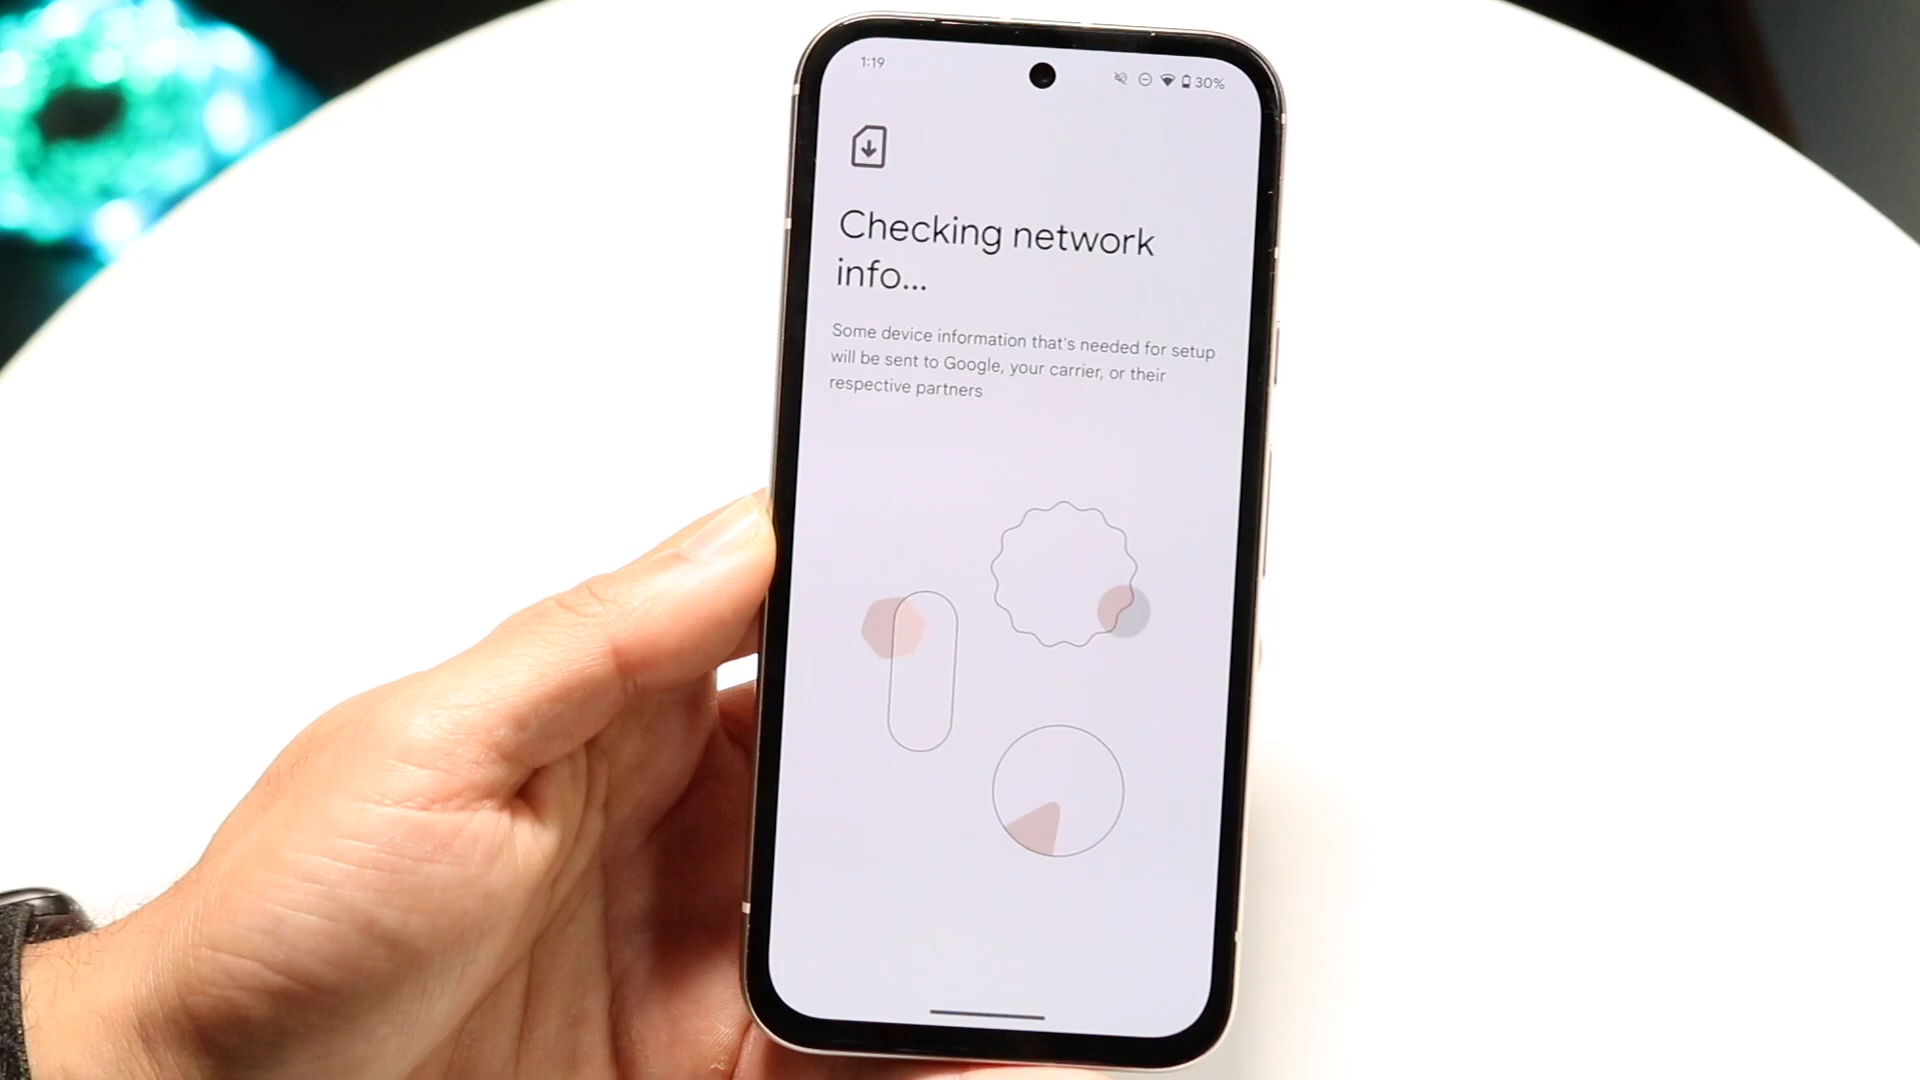 1:19
30%
Checking network
info...
Some device information that's needed for setup
will be sent to Google, your carrier, or their
respective partners